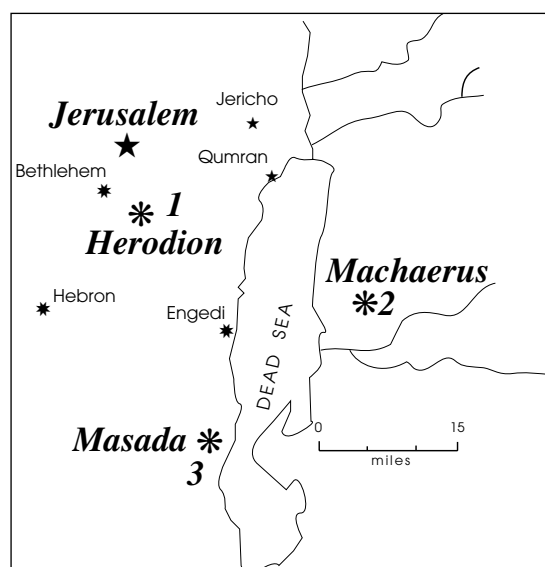 Jericho
Jerusalem
Qumran
Bethlehem
1
Herodion
Machaerus
2
Hebron
Engedi
DEAD SEA
0 15
miles
Masada
3